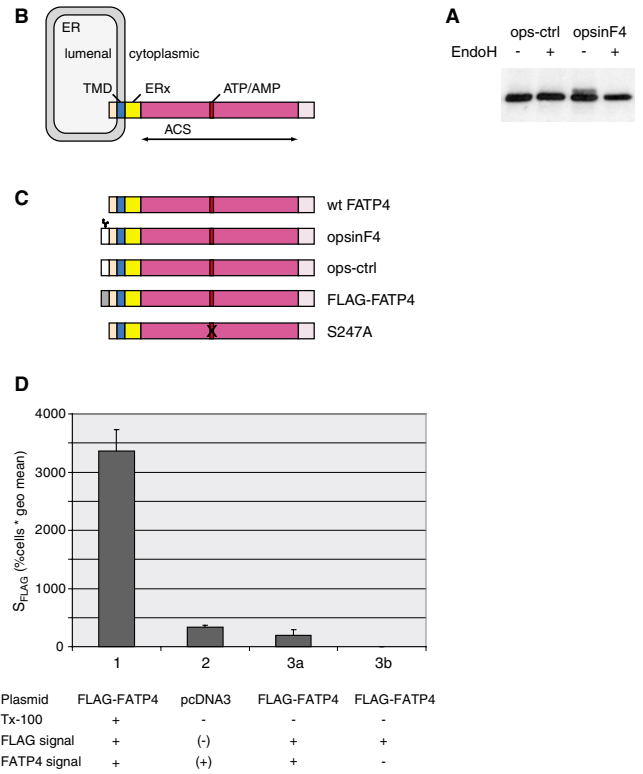 B
ER
lumenal
cytoplasmic
TMD
ERx
ATP/AMP
ACS
A
ops-ctrl opsinF4
EndoH - + - +
C
wt FATP4
opsinF4
ops-ctrl
FLAG-FATP4
X
S247A
D
4000
3000
2000
1000
0
S_FLAG (%cells * geo mean)
1 2 3a 3b
Plasmid FLAG-FATP4 pcDNA3 FLAG-FATP4 FLAG-FATP4
Tx-100 + - - -
FLAG signal + (-) + +
FATP4 signal + (+) + -